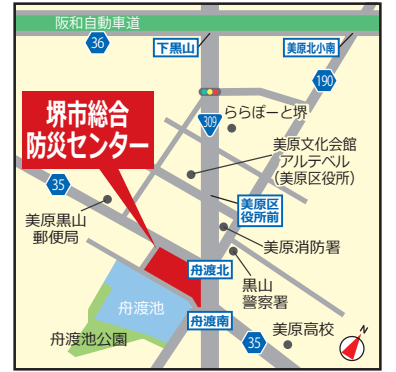 阪和自動車道
36
下黒山
美原北小南
190
309
ららぽーと堺
堺市総合
防災センター
美原文化会館
アルテベル
(美原区役所)
35
美原区
役所前
美原黒山
郵便局
舟渡北
美原消防署
黒山
警察署
舟渡池
舟渡南
舟渡池公園
35
美原高校
N